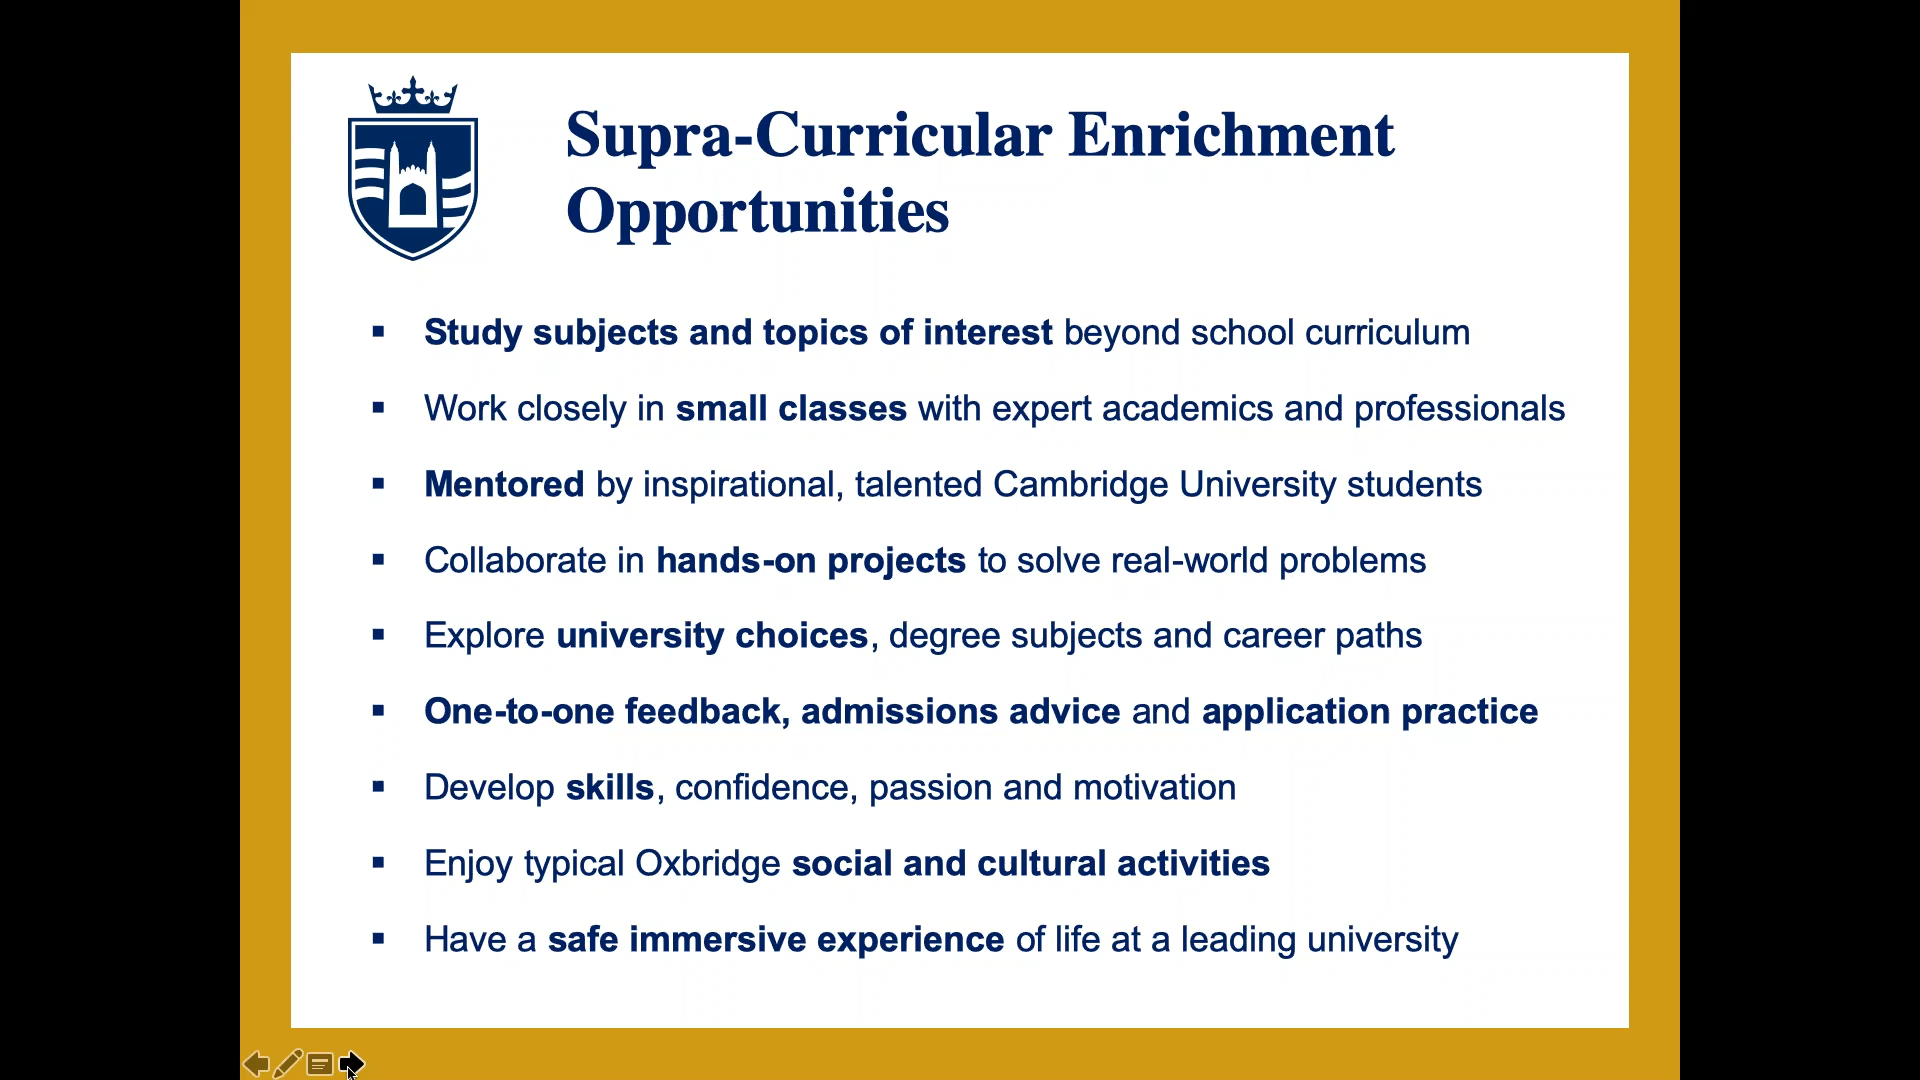 Supra-Curricular Enrichment
Opportunities
▪ Study subjects and topics of interest beyond school curriculum
▪ Work closely in small classes with expert academics and professionals
▪ Mentored by inspirational, talented Cambridge University students
▪ Collaborate in hands-on projects to solve real-world problems
▪ Explore university choices, degree subjects and career paths
▪ One-to-one feedback, admissions advice and application practice
▪ Develop skills, confidence, passion and motivation
▪ Enjoy typical Oxbridge social and cultural activities
▪ Have a safe immersive experience of life at a leading university